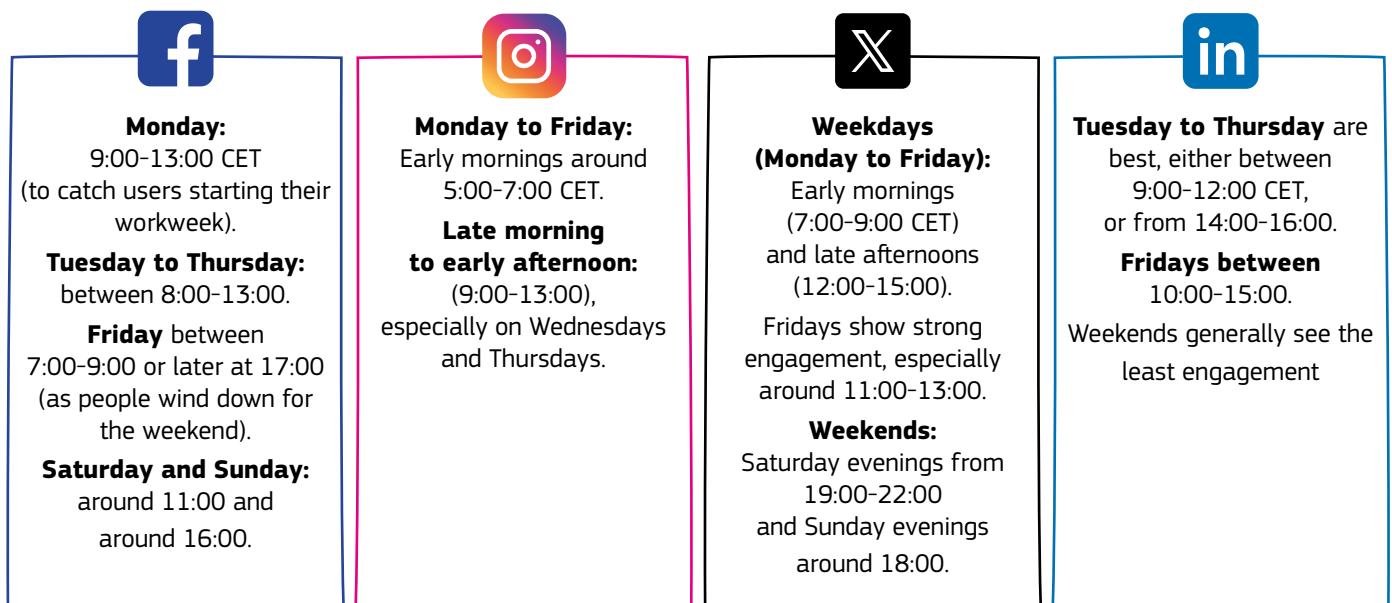 Monday:
9:00-13:00 CET
(to catch users starting their
workweek).
Tuesday to Thursday:
between 8:00-13:00.
Friday between
7:00-9:00 or later at 17:00
(as people wind down for
the weekend).
Saturday and Sunday:
around 11:00 and
around 16:00.
Monday to Friday:
Early mornings around
5:00-7:00 CET.
Late morning
to early afternoon:
(9:00-13:00),
especially on Wednesdays
and Thursdays.
Weekdays
(Monday to Friday):
Early mornings
(7:00-9:00 CET)
and late afternoons
(12:00-15:00).
Fridays show strong
engagement, especially
around 11:00-13:00.
Weekends:
Saturday evenings from
19:00-22:00
and Sunday evenings
around 18:00.
in
Tuesday to Thursday are
best, either between
9:00-12:00 CET,
or from 14:00-16:00.
Fridays between
10:00-15:00.
Weekends generally see the
least engagement